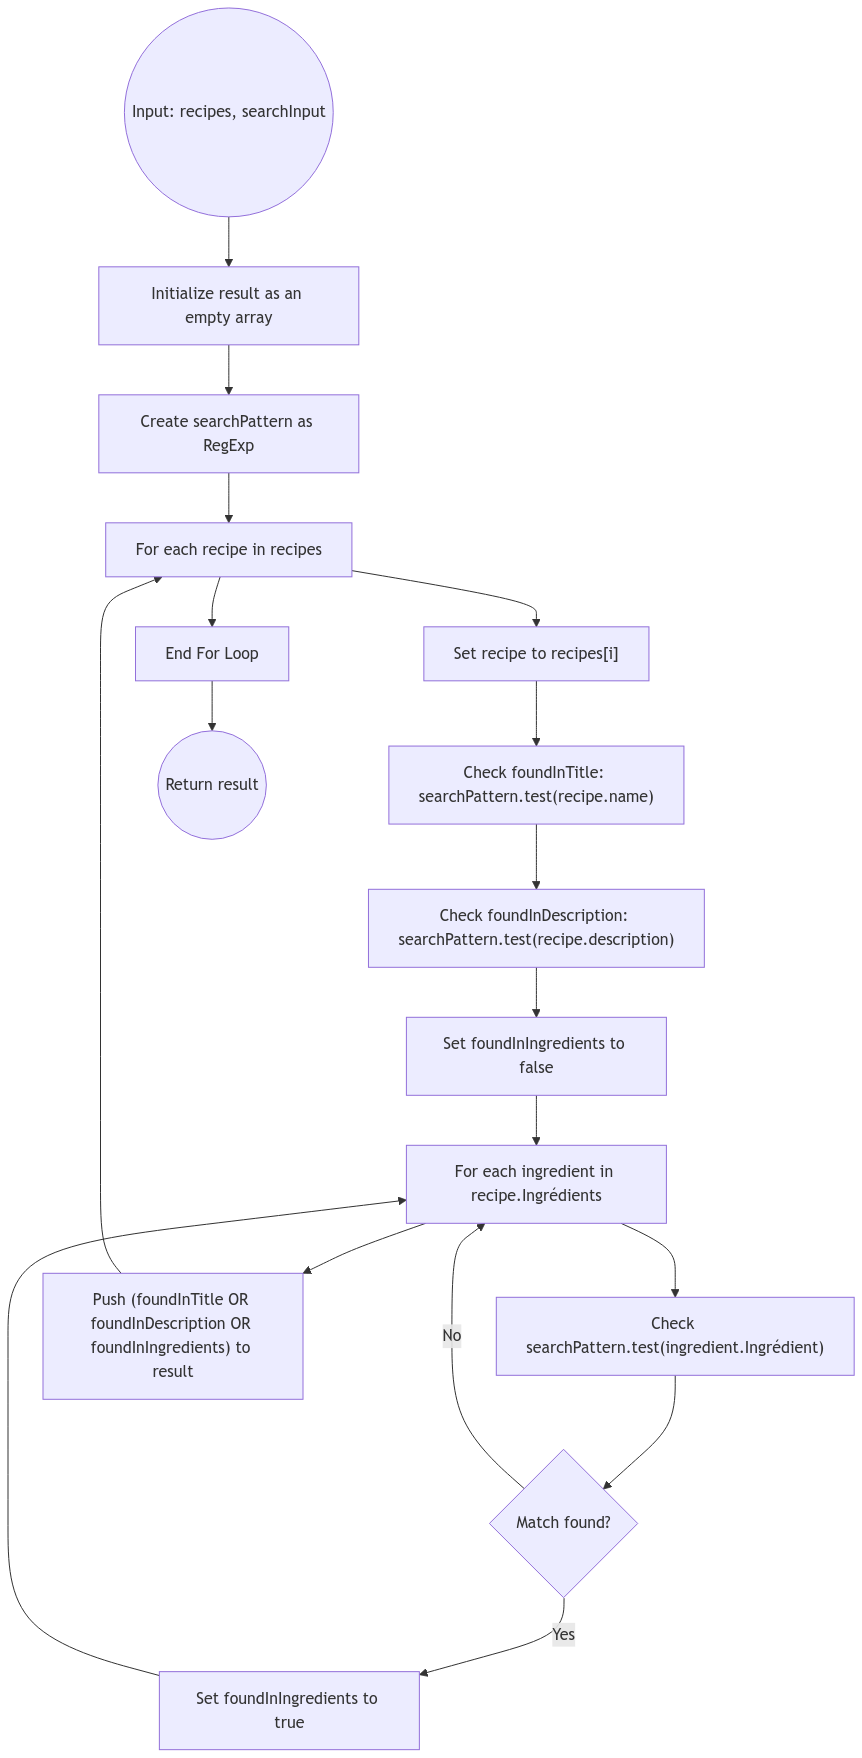 Input: recipes, searchInput
Initialize result as an
empty array
Create searchPattern as
RegExp
For each recipe in recipes
End For Loop
Return result
Set recipe to recipes[i]
Check foundInTitle:
searchPattern.test(recipe.name)
Check foundInDescription:
searchPattern.test(recipe.description)
Set foundInIngredients to
false
For each ingredient in
recipe.Ingrédients
Push (foundInTitle OR
foundInDescription OR
foundInIngredients) to
result
Check
searchPattern.test(ingredient.Ingrédient)
No
Match found?
Yes
Set foundInIngredients to
true